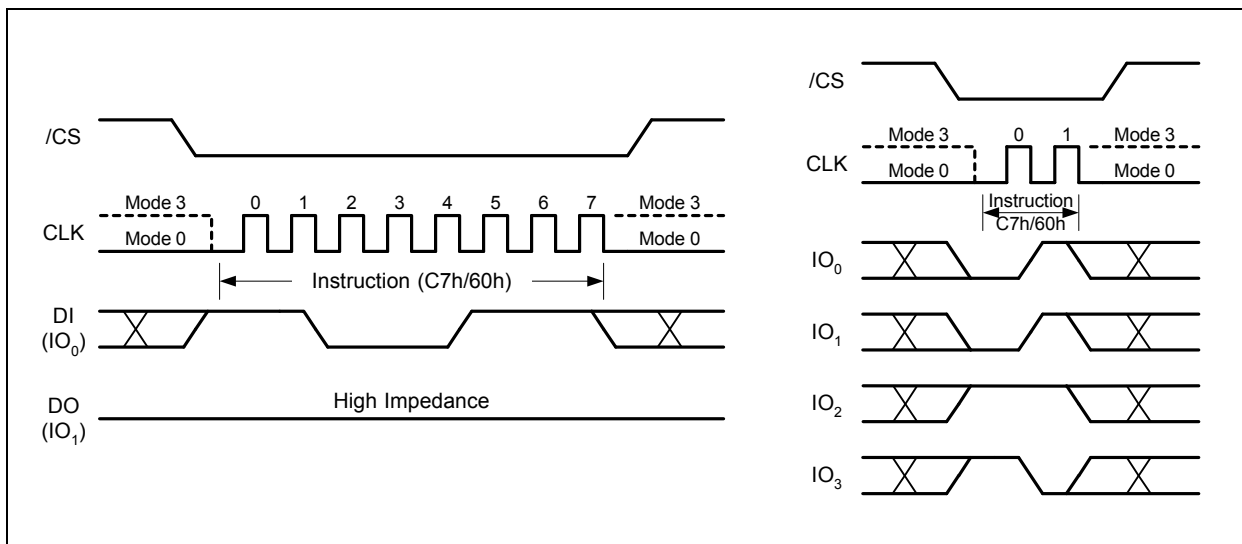 /CS
Mode 3 0 1 2 3 4 5 6 7 Mode 3
CLK
Mode 0 Mode 0
Instruction (C7h/60h)
DI
(IO0)
High Impedance
DO
(IO1)
/CS
Mode 3 0 1 Mode 3
CLK
Mode 0 Mode 0
Instruction
C7h/60h
IO0
IO1
IO2
IO3